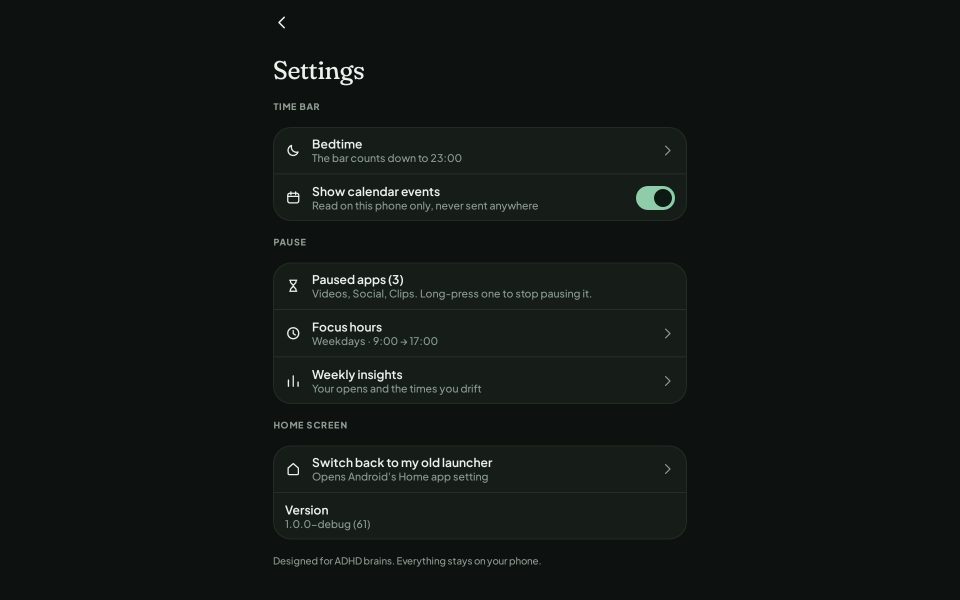 Settings
TIME BAR
Bedtime
The bar counts down to 23:00
Show calendar events
Read on this phone only, never sent anywhere
PAUSE
Paused apps (3)
Videos, Social, Clips. Long-press one to stop pausing it.
Focus hours
Weekdays · 9:00 → 17:00
Weekly insights
Your opens and the times you drift
HOME SCREEN
Switch back to my old launcher
Opens Android's Home app setting
Version
1.0.0-debug (61)
Designed for ADHD brains. Everything stays on your phone.